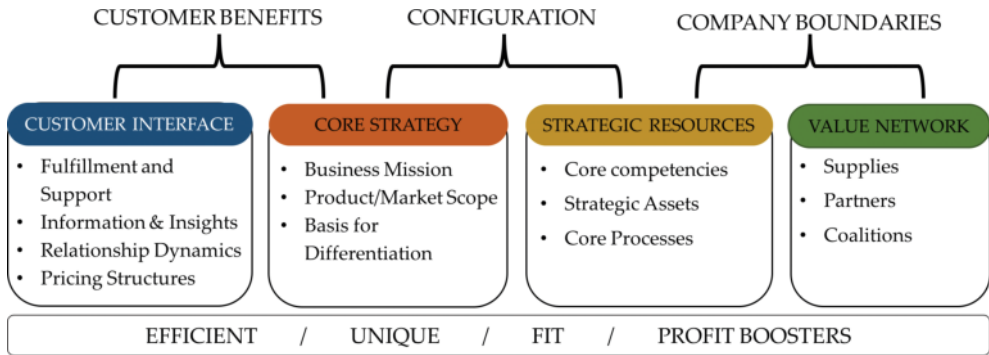 CUSTOMER BENEFITS
CONFIGURATION
COMPANY BOUNDARIES
CUSTOMER INTERFACE
• Fulfillment and
Support
• Information & Insights
• Relationship Dynamics
• Pricing Structures
CORE STRATEGY
• Business Mission
• Product/Market Scope
• Basis for
Differentiation
STRATEGIC RESOURCES
• Core competencies
• Strategic Assets
• Core Processes
VALUE NETWORK
• Supplies
• Partners
• Coalitions
EFFICIENT / UNIQUE / FIT / PROFIT BOOSTERS